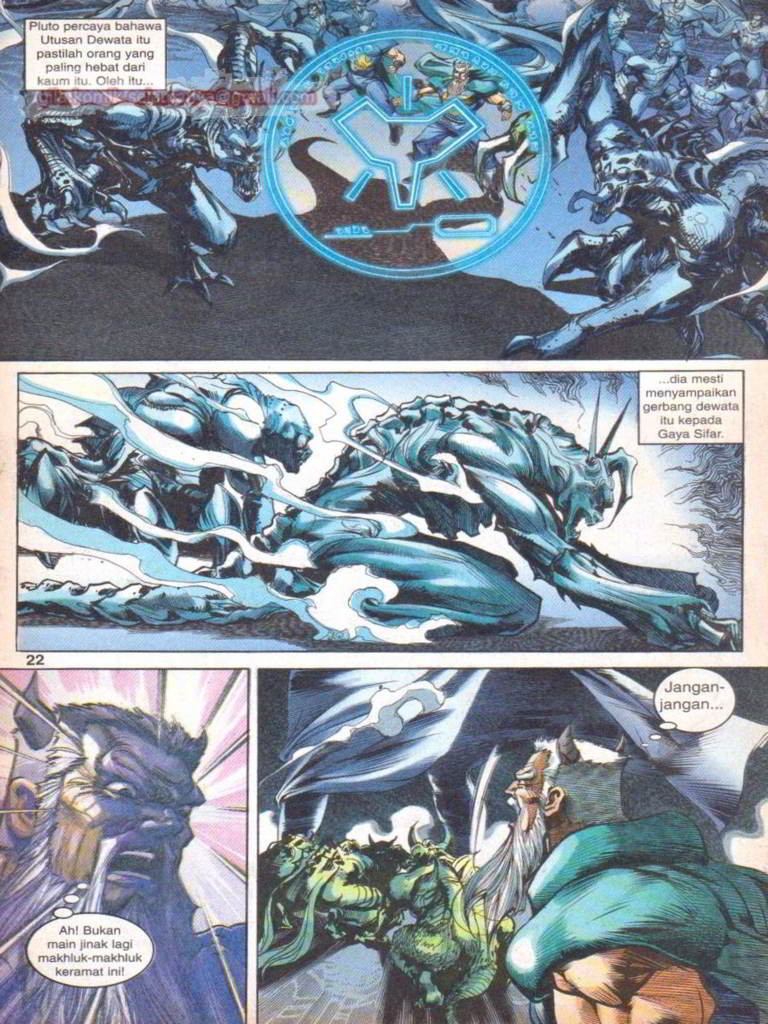 Pluto percaya bahawa
Utusan Dewata itu
pastilah orang yang
paling hebat dari
kaum itu. Oleh itu...
...dia mesti
menyampaikan
gerbang dewata
itu kepada
Gaya Sifar.
22
Ah! Bukan
main jinak lagi
makhluk-makhluk
keramat ini!
Jangan-
jangan...